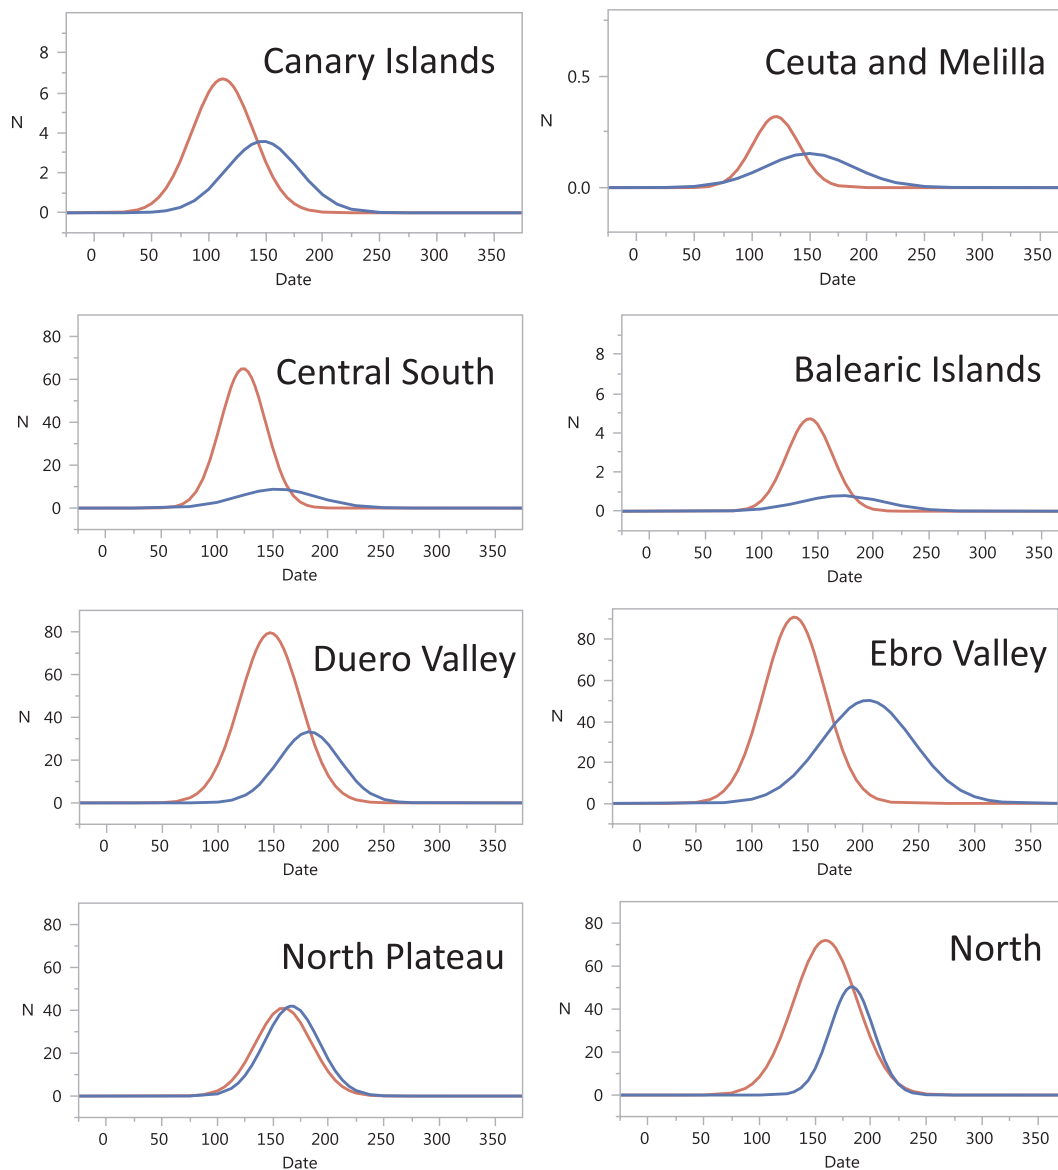 Canary Islands
8
6
N
4
2
0
0 50 100 150 200 250 300 350
Date
Ceuta and Melilla
0.5
N
0.0
0 50 100 150 200 250 300 350
Date
Central South
80
60
N
40
20
0
0 50 100 150 200 250 300 350
Date
Balearic Islands
8
6
N
4
2
0
0 50 100 150 200 250 300 350
Date
Duero Valley
80
60
N
40
20
0
0 50 100 150 200 250 300 350
Date
Ebro Valley
80
60
N
40
20
0
0 50 100 150 200 250 300 350
Date
North Plateau
80
60
N
40
20
0
0 50 100 150 200 250 300 350
Date
North
80
60
N
40
20
0
0 50 100 150 200 250 300 350
Date